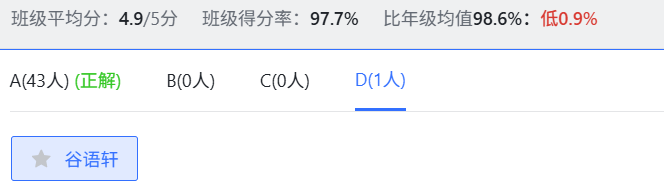 班级平均分：4.9/5分 班级得分率：97.7% 比年级均值98.6%：低0.9%
A(43人) (正解) B(0人) C(0人) D(1人)
谷语轩